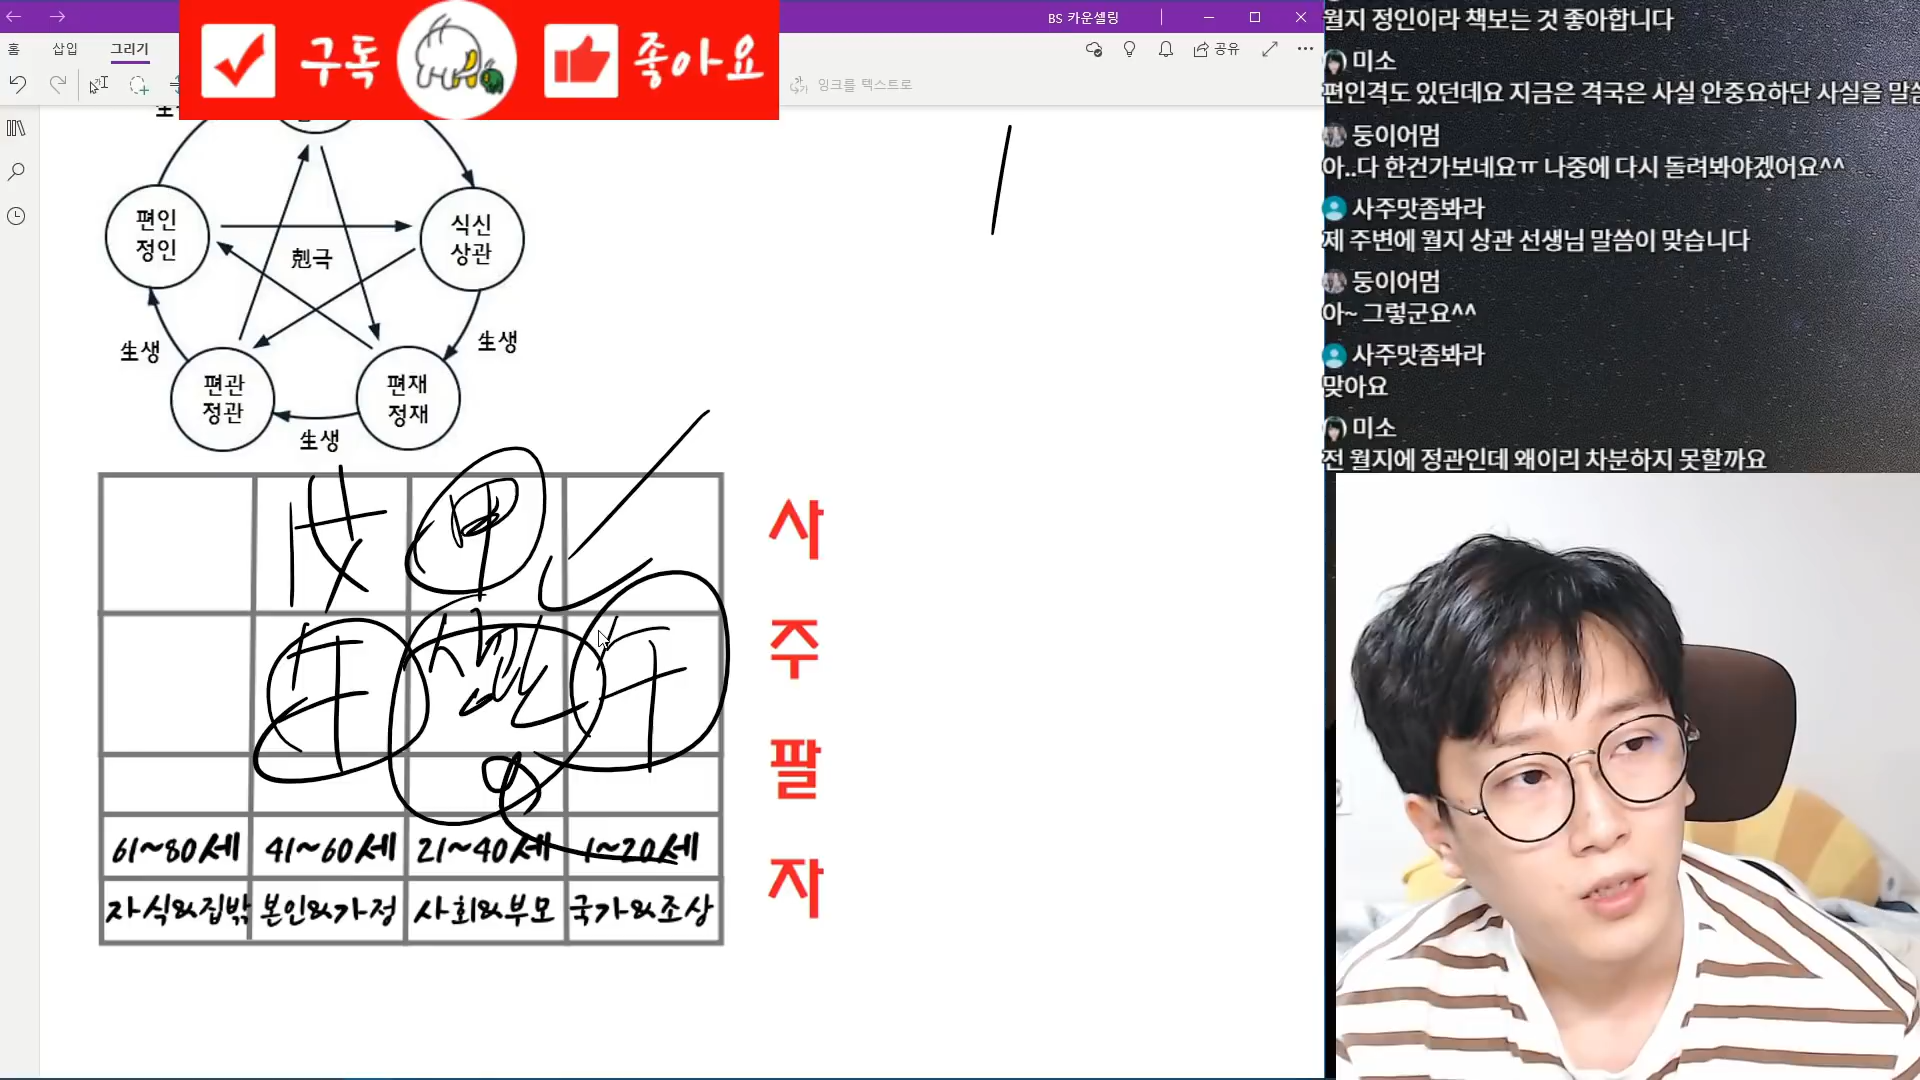 BS 카운셀링
홈 삽입 그리기
공유
잉크를 텍스트로
구독 좋아요
편인
정인
식신
상관
剋극
生생
生생
편관
정관
편재
정재
生생
甲
상관
午
61~80세 41~60세 21~40세 1~20세
자식&집밖 본인&가정 사회&부모 국가&조상
사
주
팔
자
월지 정인이라 책보는 것 좋아합니다
미소
편인격도 있던데요 지금은 격국은 사실 안중요하단 사실을 말씀
둥이어멈
아..다 한건가보네요ㅠ 나중에 다시 돌려봐야겠어요^^
사주맛좀봐라
제 주변에 월지 상관 선생님 말씀이 맞습니다
둥이어멈
아~ 그렇군요^^
사주맛좀봐라
맞아요
미소
전 월지에 정관인데 왜이리 차분하지 못할까요